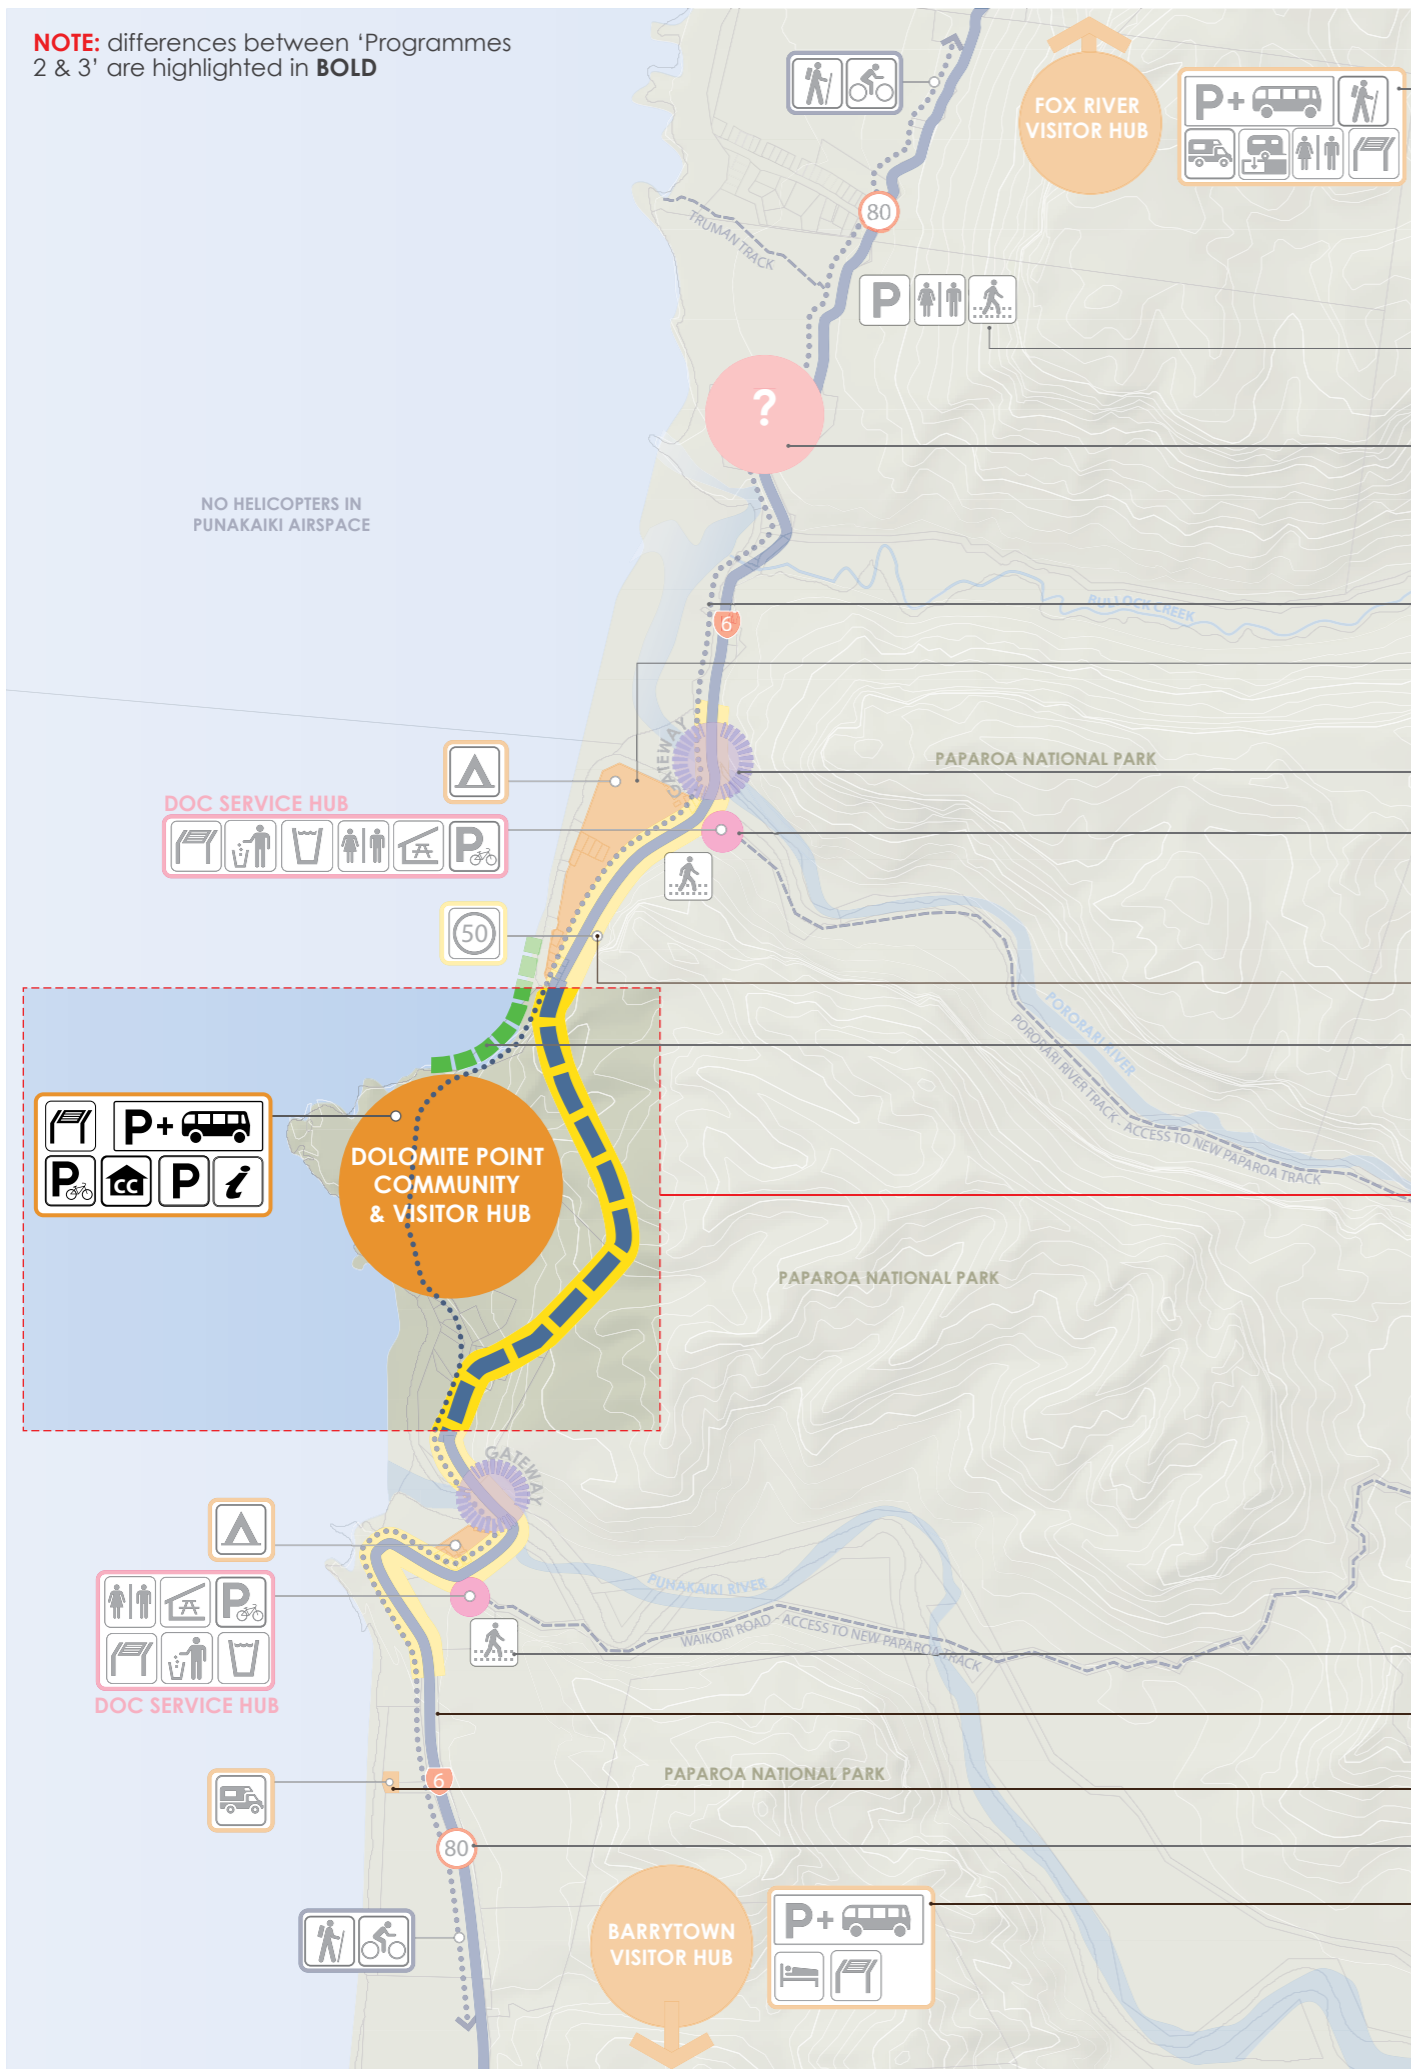 NOTE: differences between ‘Programmes
2 & 3’ are highlighted in BOLD
FOX RIVER
VISITOR HUB
P+
80
TRUMAN TRACK
P
?
NO HELICOPTERS IN
PUNAKAIKI AIRSPACE
BULLOCK CREEK
6
GATEWAY
PAPAROA NATIONAL PARK
DOC SERVICE HUB
P
50
PORORARI RIVER
PORORARI RIVER TRACK - ACCESS TO NEW PAPAROA TRACK
P+
P
CC
P
i
DOLOMITE POINT
COMMUNITY
& VISITOR HUB
PAPAROA NATIONAL PARK
GATEWAY
PUNAKAIKI RIVER
WAIKORI ROAD - ACCESS TO NEW PAPAROA TRACK
P
DOC SERVICE HUB
PAPAROA NATIONAL PARK
6
80
BARRYTOWN
VISITOR HUB
P+